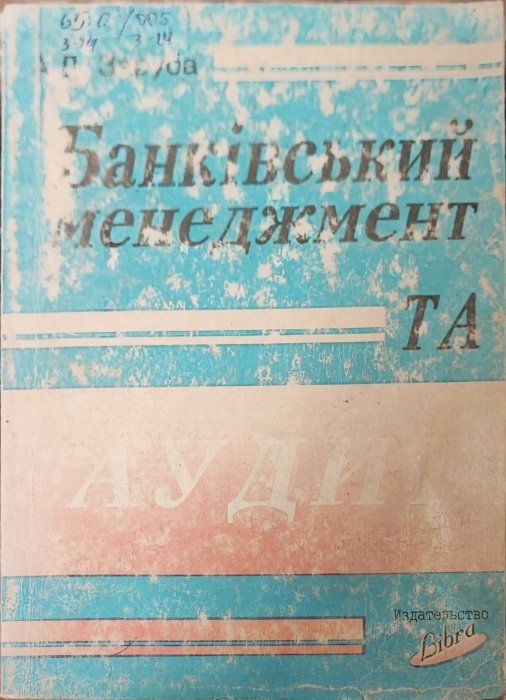 Банківський
менеджмент
ТА
АУДИТ
Издательство
Libra